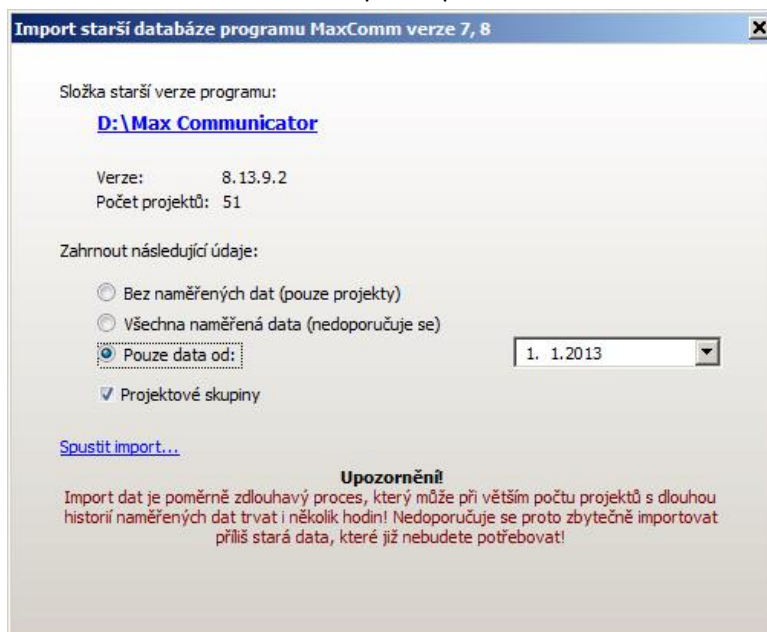 Import starší databáze programu MaxComm verze 7, 8
Složka starší verze programu:
D:\Max Communicator
Verze: 8.13.9.2
Počet projektů: 51
Zahrnout následující údaje:
Bez naměřených dat (pouze projekty)
Všechna naměřená data (nedoporučuje se)
Pouze data od: 1. 1.2013
Projektové skupiny
Spustit import...
Upozornění!
Import dat je poměrně zdlouhavý proces, který může při větším počtu projektů s dlouhou
historií naměřených dat trvat i několik hodin! Nedoporučuje se proto zbytečně importovat
příliš stará data, které již nebudete potřebovat!